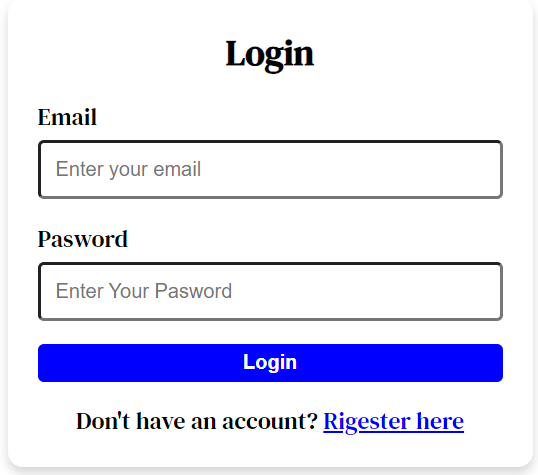 Login
Email
Enter your email
Pasword
Enter Your Pasword
Login
Don't have an account? Rigester here